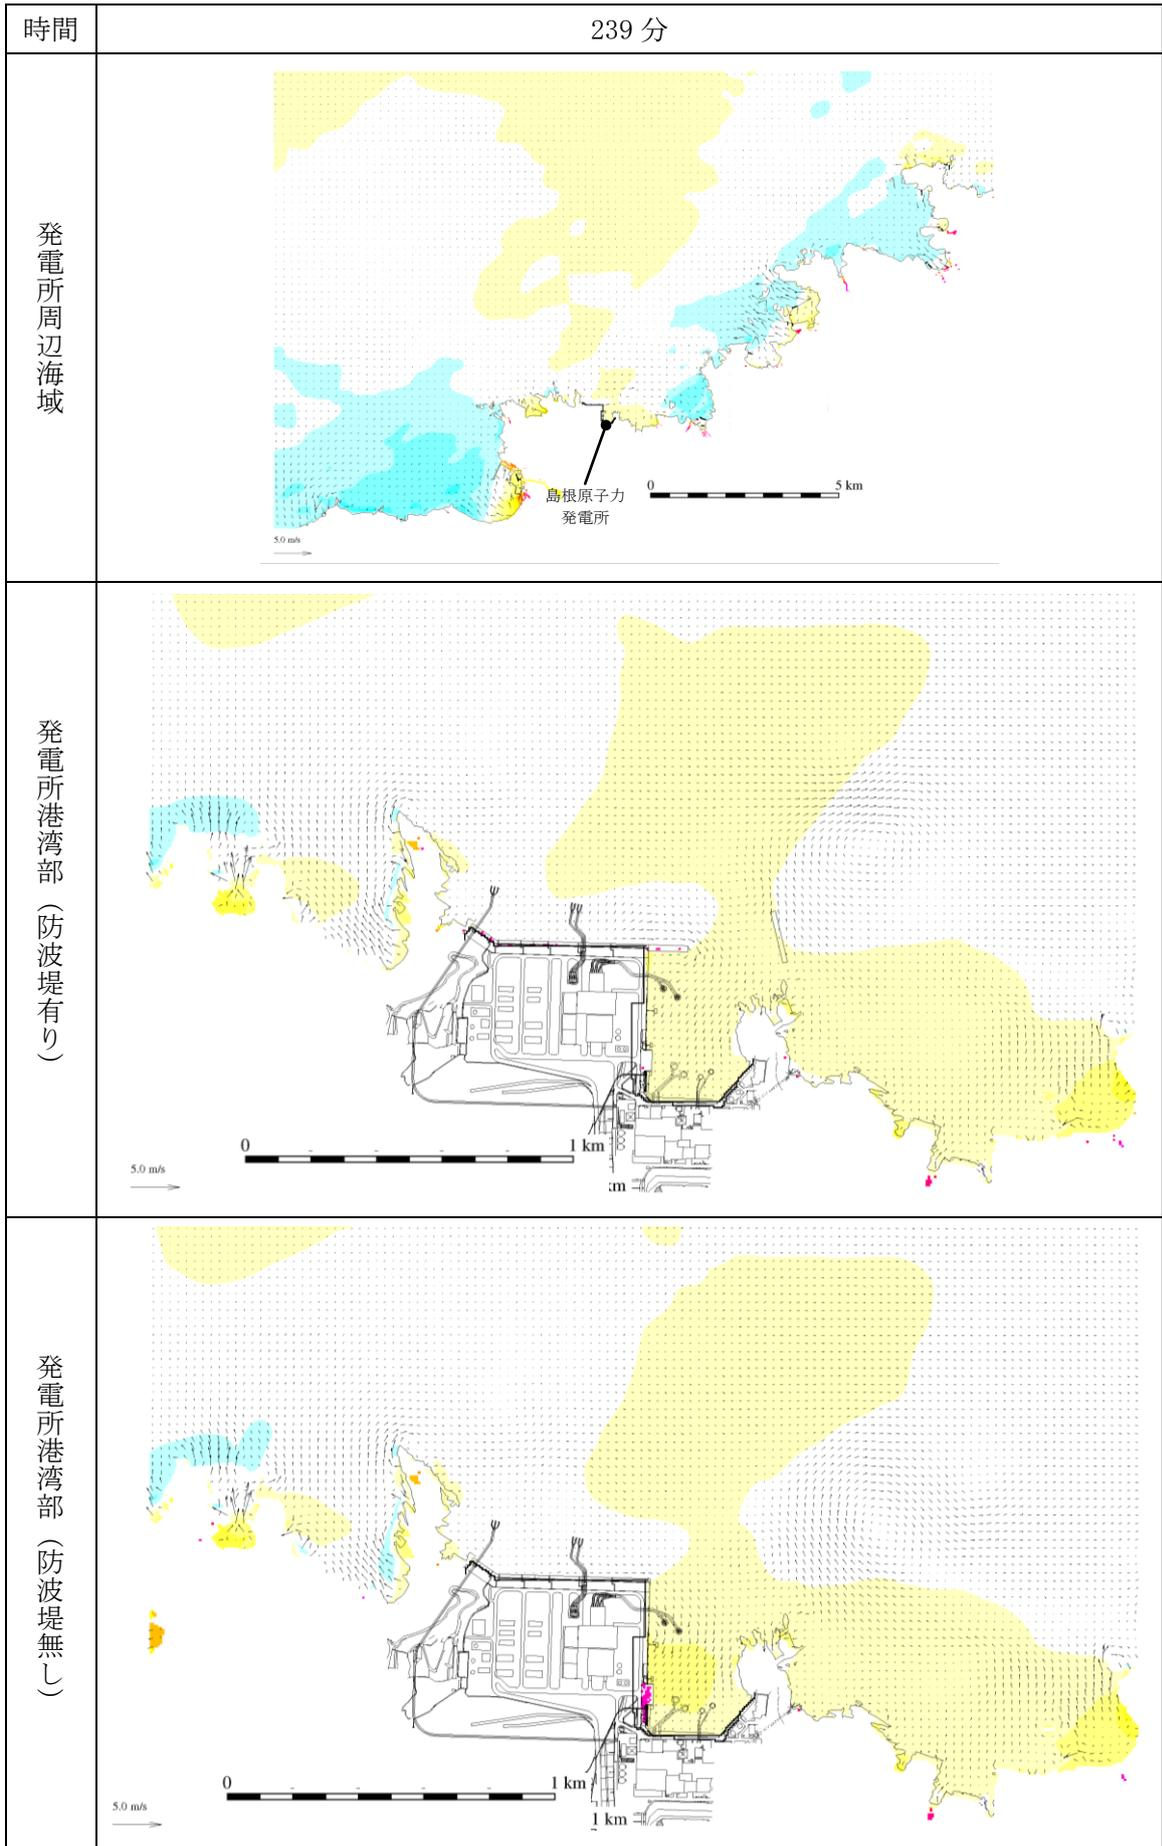 時間
239 分
発電所周辺海域
島根原子力
発電所
0
5 km
5.0 m/s
発電所港湾部（防波堤有り）
0
1 km
km
5.0 m/s
発電所港湾部（防波堤無し）
0
1 km
5.0 m/s
1 km